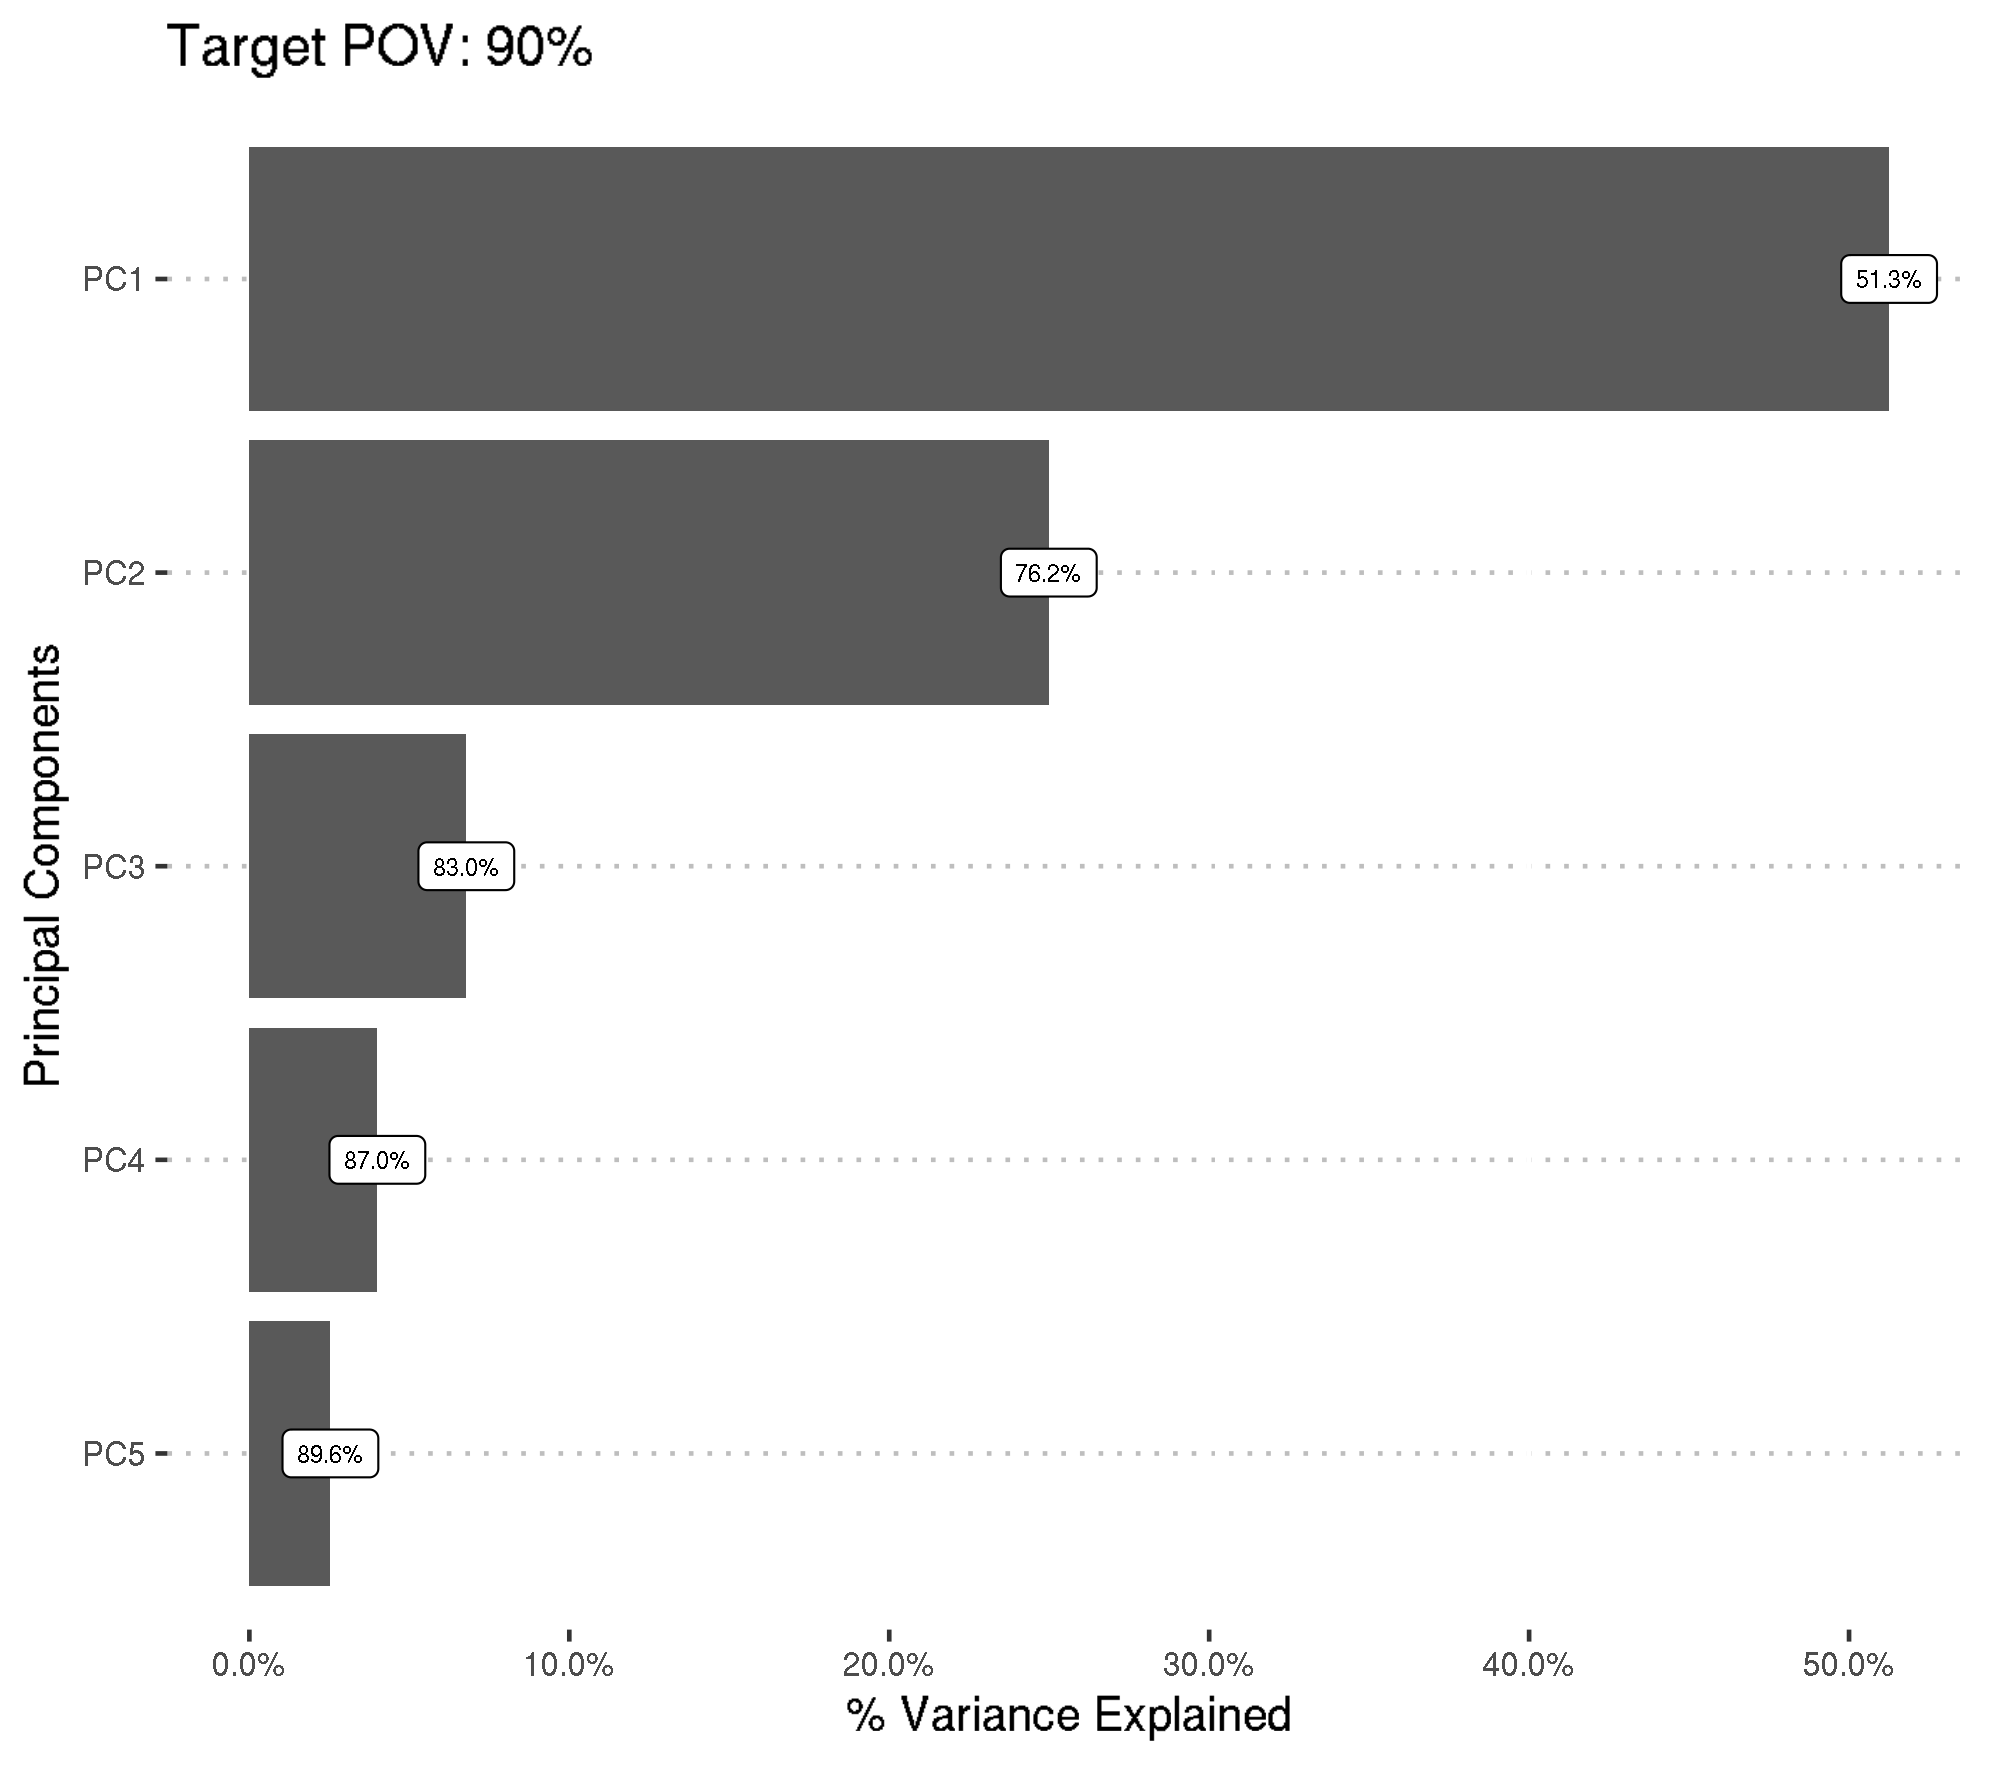 Target POV: 90%
PC1
51.3%
PC2
76.2%
PC3
83.0%
PC4
87.0%
PC5
89.6%
Principal Components
0.0% 10.0% 20.0% 30.0% 40.0% 50.0%
% Variance Explained